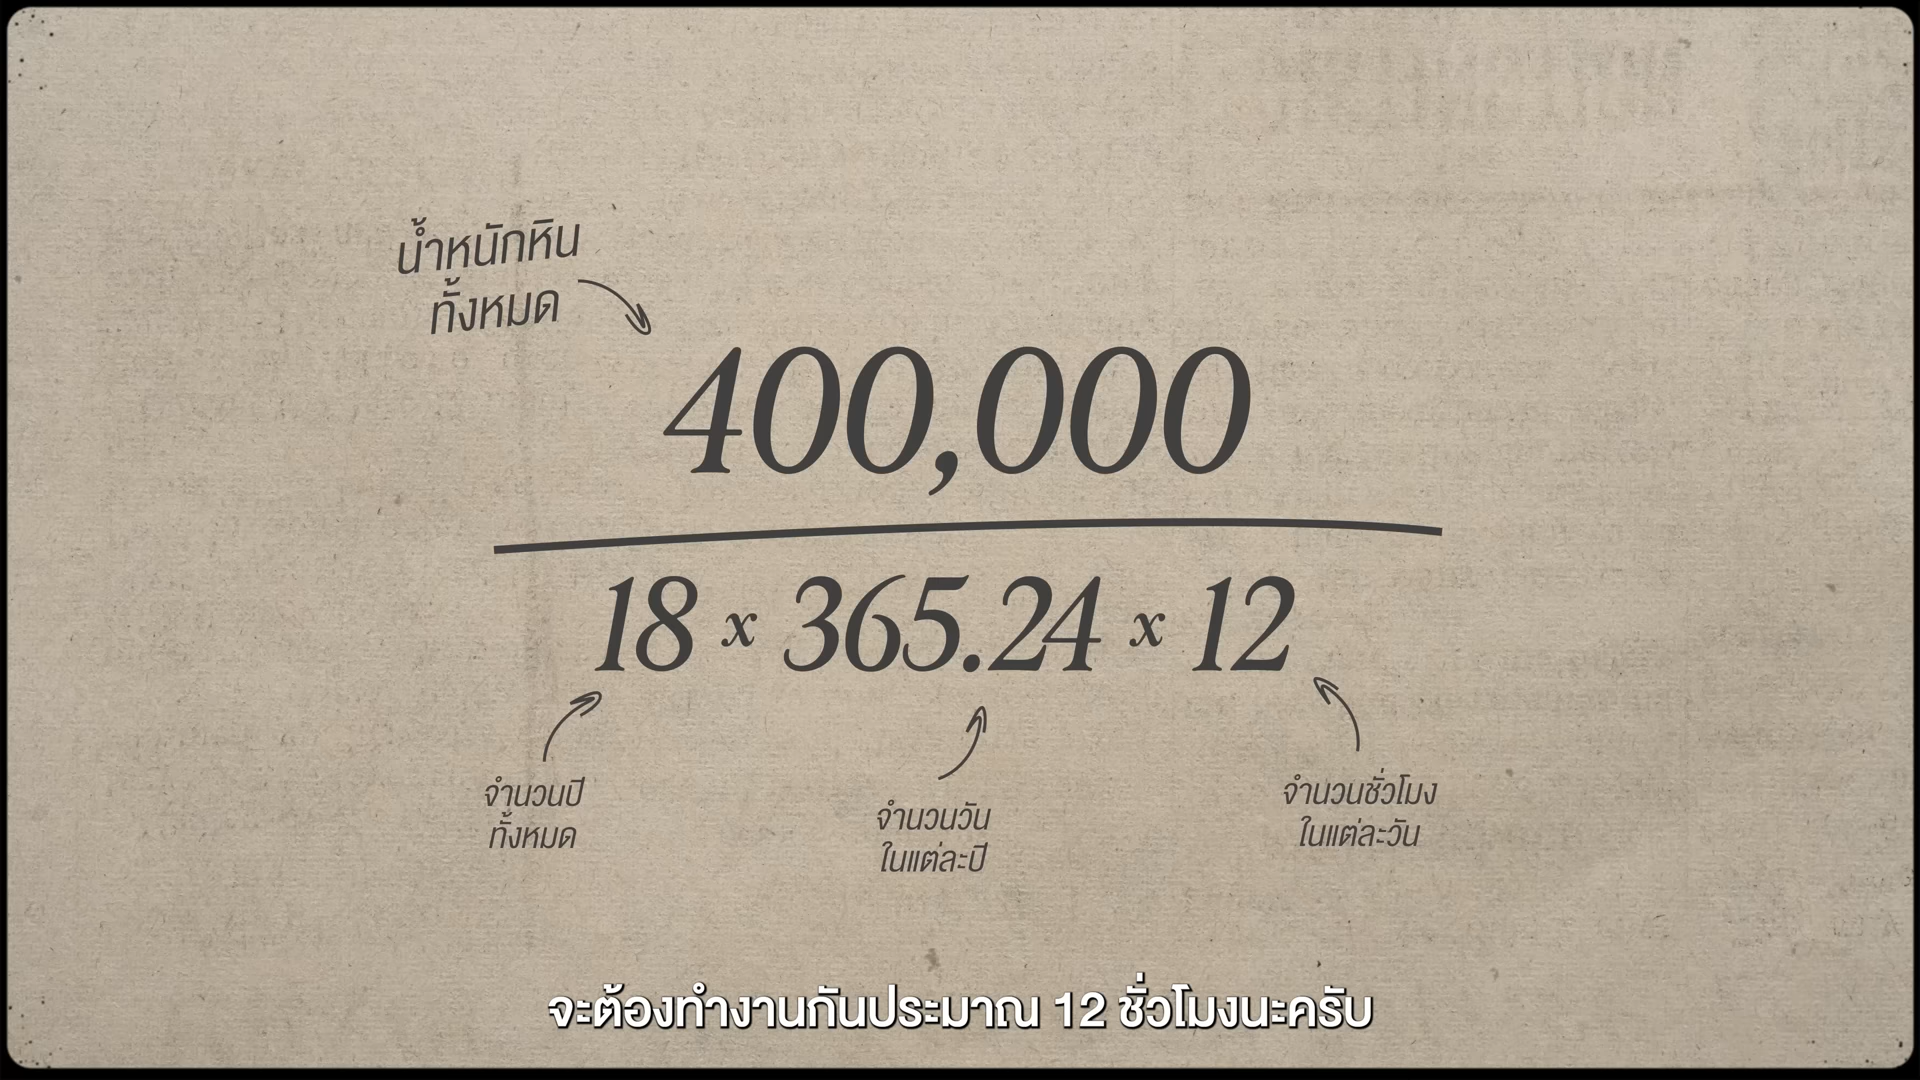 น้ำหนักหิน
ทั้งหมด
400,000
18 x 365.24 x 12
จำนวนปี
ทั้งหมด
จำนวนวัน
ในแต่ละปี
จำนวนชั่วโมง
ในแต่ละวัน
จะต้องทำงานกันประมาณ 12 ชั่วโมงนะครับ